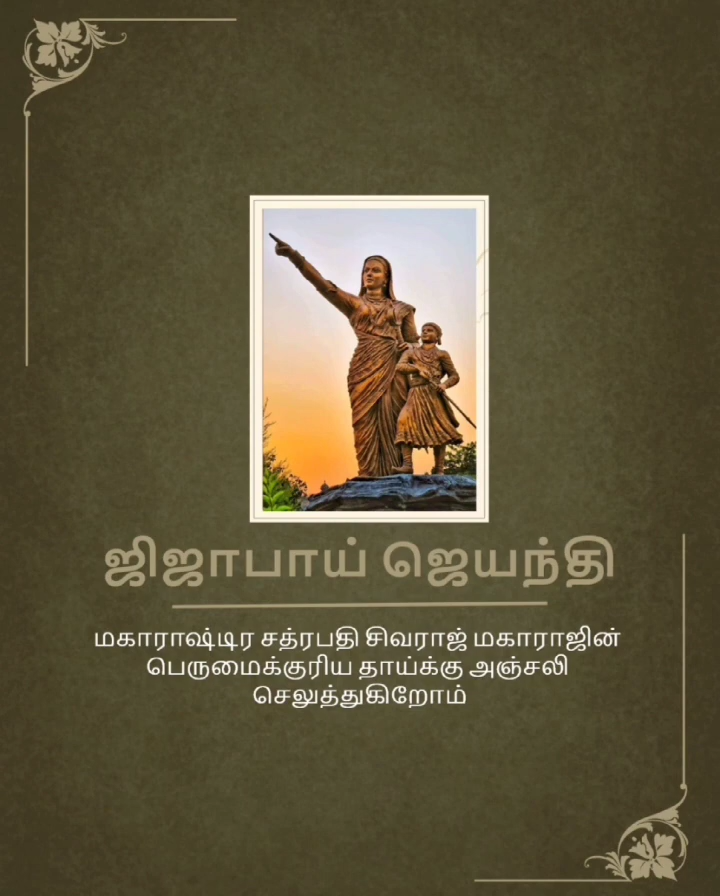 ஜிஜாபாய் ஜெயந்தி
மகாராஷ்டிர சத்ரபதி சிவராஜ் மகாராஜின்
பெருமைக்குரிய தாய்க்கு அஞ்சலி
செலுத்துகிறோம்